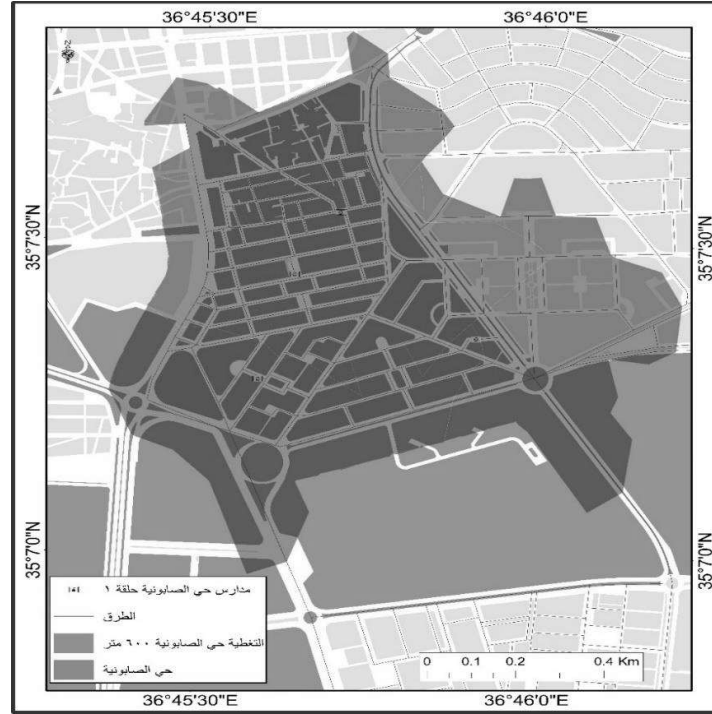 36°45'30"E 36°46'0"E
35°7'30"N 35°7'30"N
35°7'0"N 35°7'0"N
مدارس حي الصابونية حلقة ١
الطرق
التغطية حي الصابونية ٦٠٠ متر
حي الصابونية
0 0.1 0.2 0.4 Km
36°45'30"E 36°46'0"E